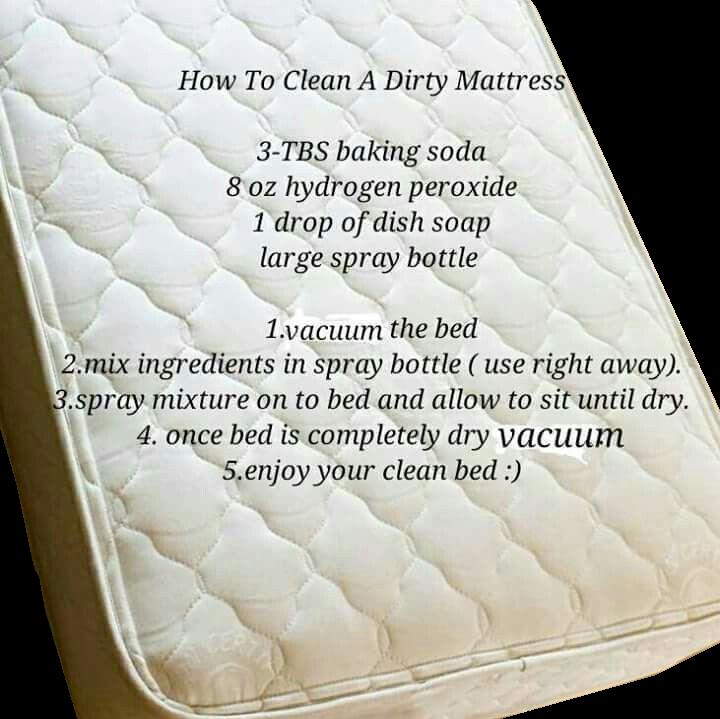 How To Clean A Dirty Mattress
3-TBS baking soda
8 oz hydrogen peroxide
1 drop of dish soap
large spray bottle
1.vacuum the bed
2.mix ingredients in spray bottle ( use right away).
3.spray mixture on to bed and allow to sit until dry.
4. once bed is completely dry vacuum
5.enjoy your clean bed :)